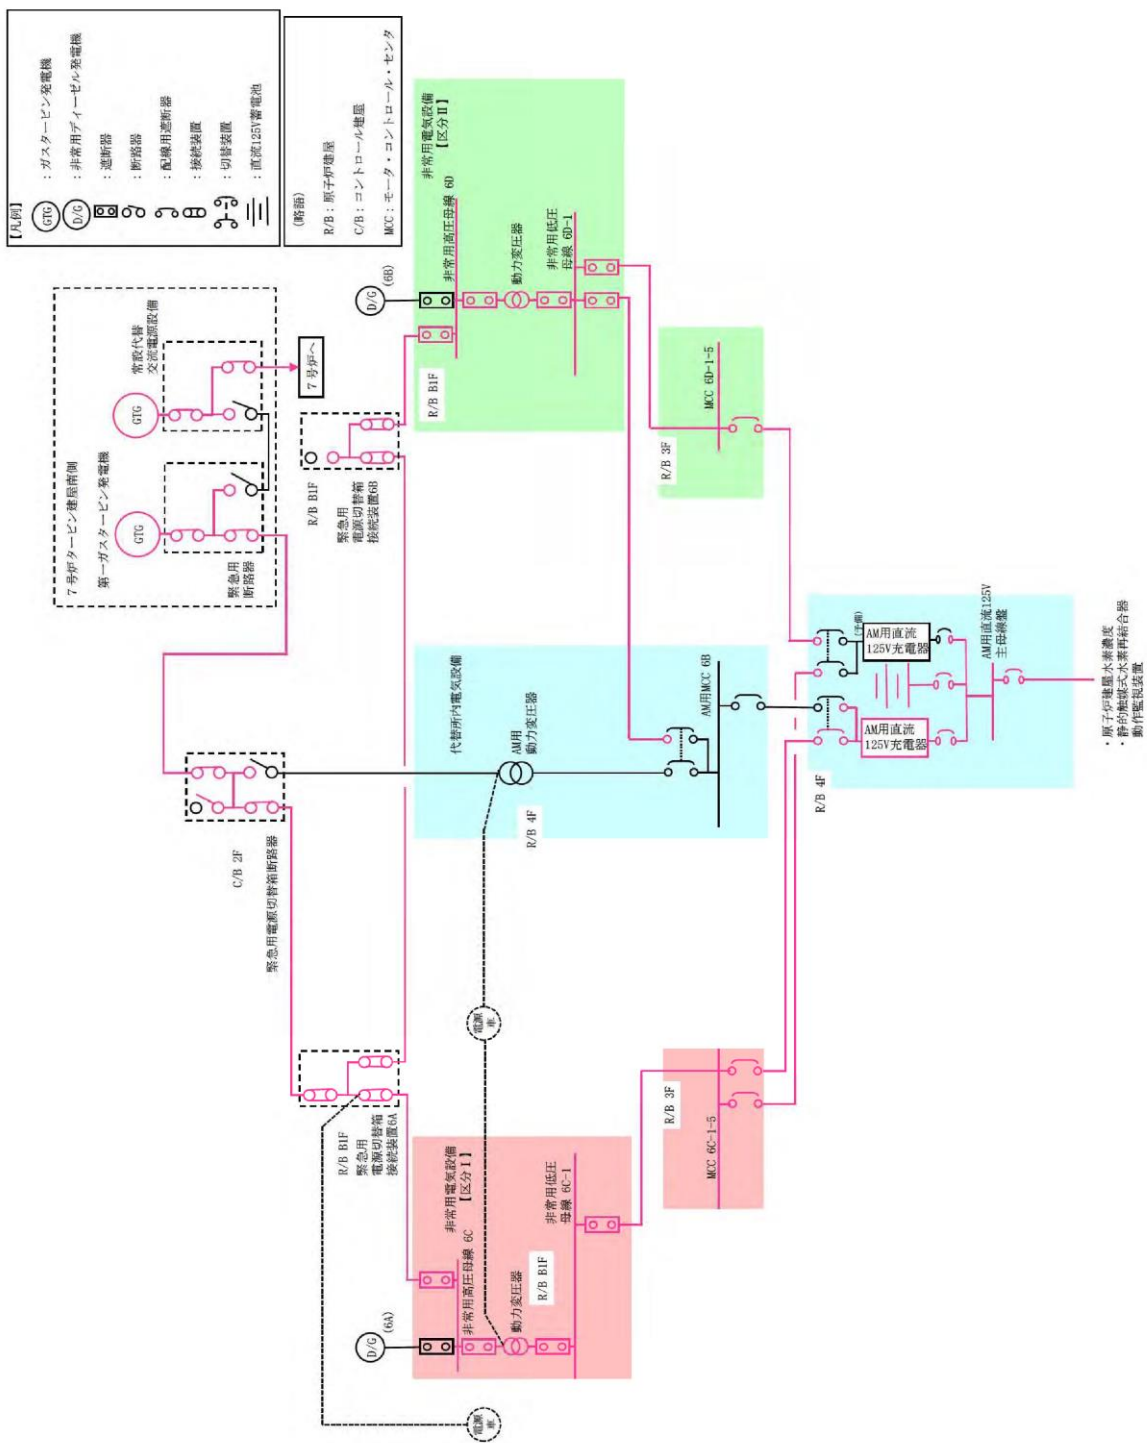 【凡例】
GTG
：ガスタービン発電機
D/G
：非常用ディーゼル発電機
：遮断器
：断路器
：配線用遮断器
：接続装置
：切替装置
：直流125V蓄電池
(略語)
R/B：原子炉建屋
C/B：コントロール建屋
MCC：モータ・コントロール・センタ
7号炉タービン建屋南側
第一ガスタービン発電機
GTG
緊急用
断路器
常設代替
交流電源設備
GTG
7号炉へ
C/B 2F
緊急用電源切替箱断路器
R/B B1F
緊急用
電源切替箱
接続装置6A
R/B B1F
緊急用
電源切替箱
接続装置6B
電源
車
電源
車
D/G
(6A)
非常用電気設備
【区分Ⅰ】
非常用高圧母線 6C
動力変圧器
R/B B1F
非常用低圧
母線 6C-1
代替所内電気設備
AM用
動力変圧器
R/B 4F
AM用MCC 6B
D/G
(6B)
非常用電気設備
【区分Ⅱ】
非常用高圧母線 6D
R/B B1F
動力変圧器
非常用低圧
母線 6D-1
R/B 3F
MCC 6C-1-5
R/B 3F
MCC 6D-1-5
R/B 4F
AM用直流
125V充電器
(予備)
AM用直流
125V充電器
AM用直流125V
主母線盤
・原子炉建屋水素濃度
・静的触媒式水素再結合器
動作監視装置